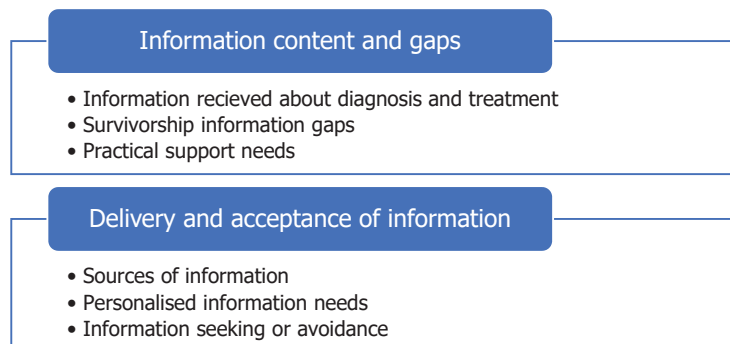 Information content and gaps
• Information recieved about diagnosis and treatment
• Survivorship information gaps
• Practical support needs
Delivery and acceptance of information
• Sources of information
• Personalised information needs
• Information seeking or avoidance